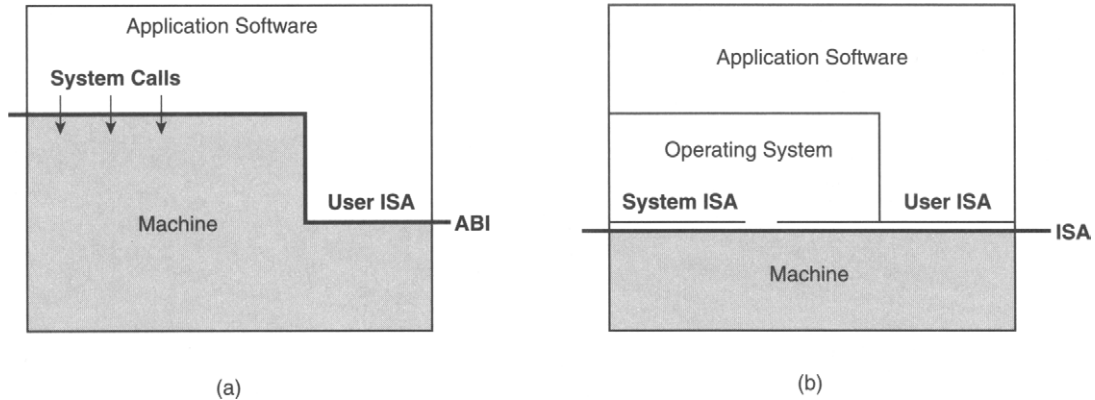 Application Software
System Calls
Machine
User ISA
ABI
(a)
Application Software
Operating System
System ISA
User ISA
ISA
Machine
(b)